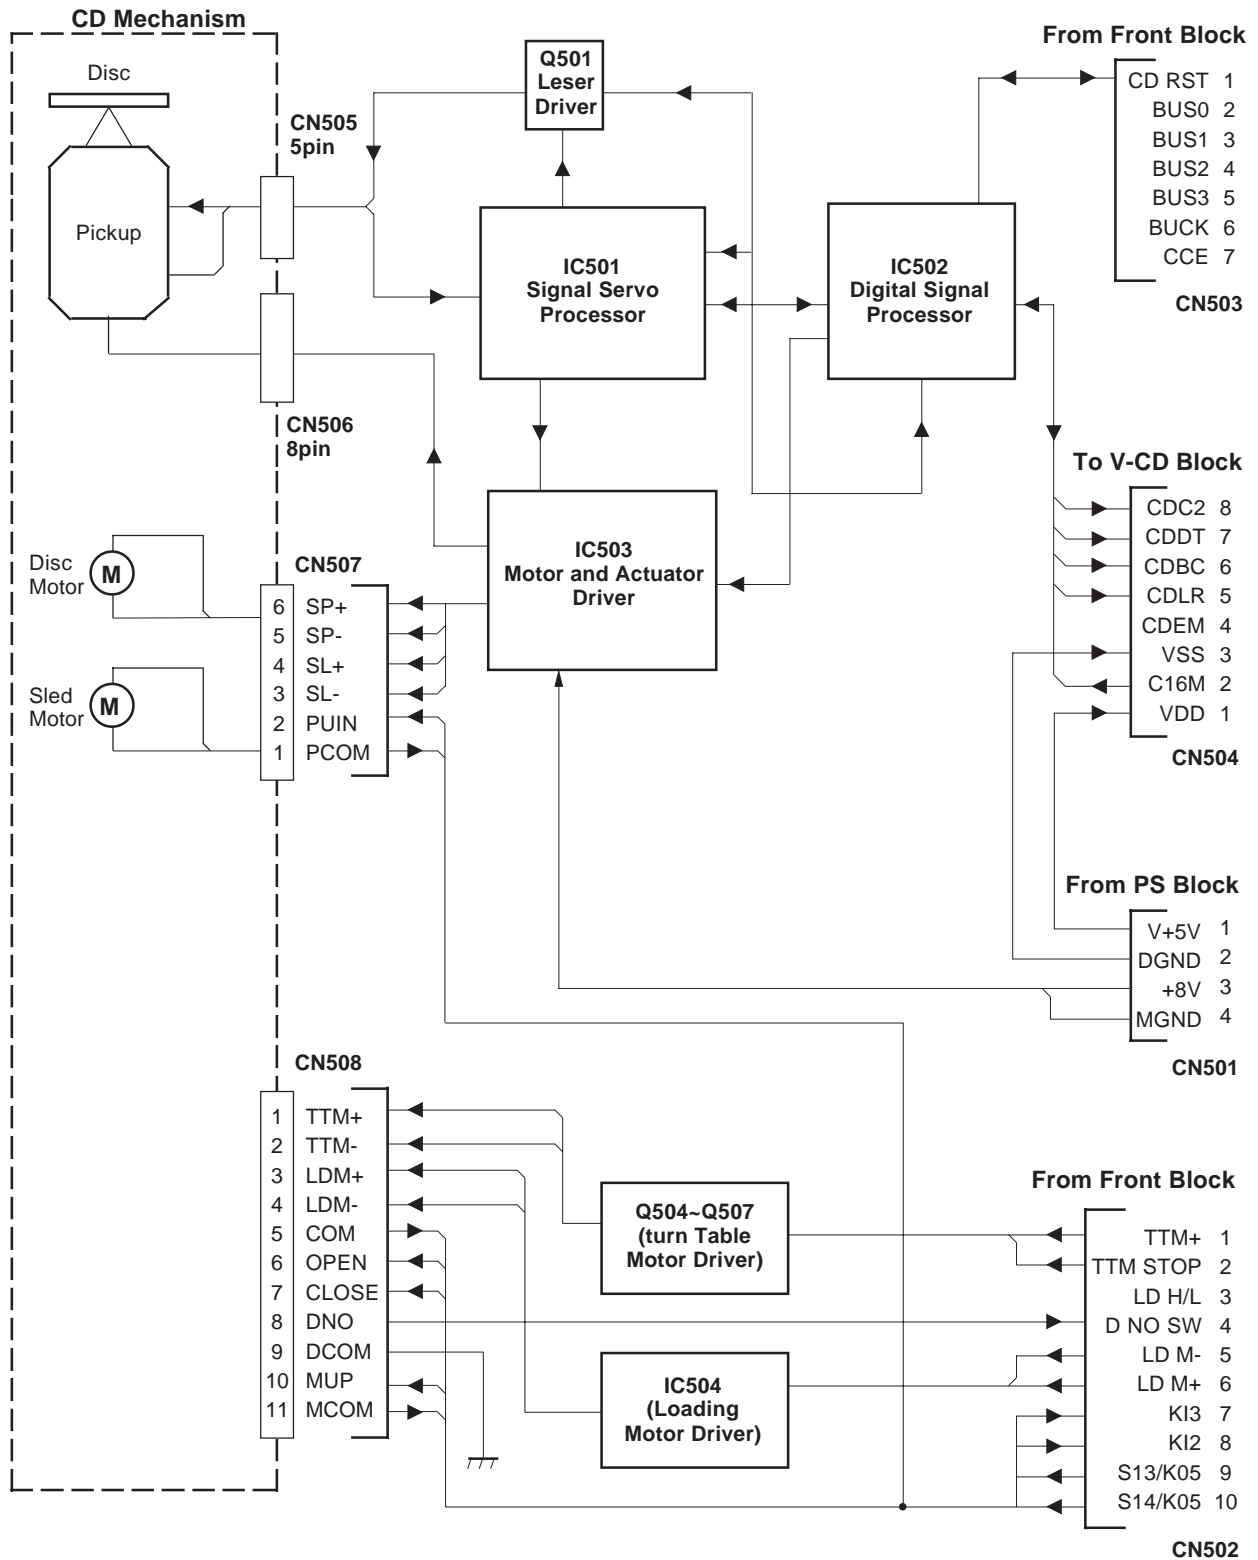 CD Mechanism
Disc
Pickup
CN505
5pin
CN506
8pin
Q501
Leser
Driver
IC501
Signal Servo
Processor
IC502
Digital Signal
Processor
IC503
Motor and Actuator
Driver
From Front Block
CD RST 1
BUS0 2
BUS1 3
BUS2 4
BUS3 5
BUCK 6
CCE 7
CN503
To V-CD Block
CDC2 8
CDDT 7
CDBC 6
CDLR 5
CDEM 4
VSS 3
C16M 2
VDD 1
CN504
Disc
Motor
M
Sled
Motor
M
CN507
6 SP+
5 SP-
4 SL+
3 SL-
2 PUIN
1 PCOM
From PS Block
V+5V 1
DGND 2
+8V 3
MGND 4
CN501
CN508
1 TTM+
2 TTM-
3 LDM+
4 LDM-
5 COM
6 OPEN
7 CLOSE
8 DNO
9 DCOM
10 MUP
11 MCOM
Q504~Q507
(turn Table
Motor Driver)
IC504
(Loading
Motor Driver)
From Front Block
TTM+ 1
TTM STOP 2
LD H/L 3
D NO SW 4
LD M- 5
LD M+ 6
KI3 7
KI2 8
S13/K05 9
S14/K05 10
CN502